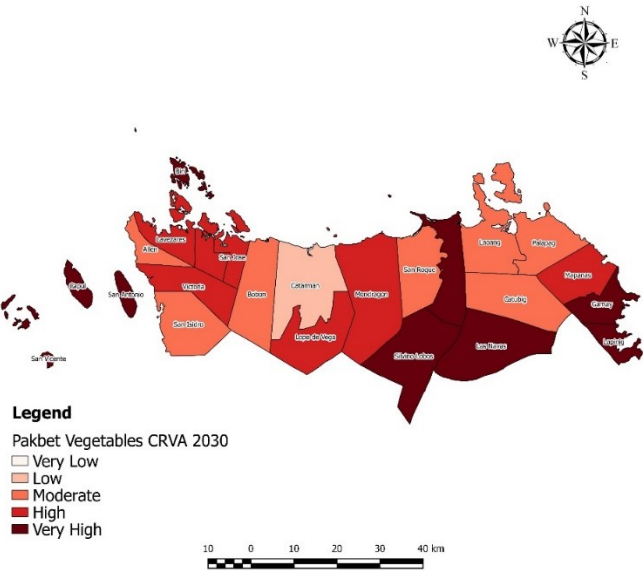 N
W E
S
Biri
Lavezares
Allen
San Jose
Laoang
Palapag
Catarman
San Roque
Mapanas
Capul
San Antonio
Victoria
Bobon
Mondragon
Catubig
Gamay
San Isidro
Lope de Vega
Silvino Lobos
Las Navas
Lapinig
San Vicente
Legend
Pakbet Vegetables CRVA 2030
Very Low
Low
Moderate
High
Very High
10 0 10 20 30 40 km